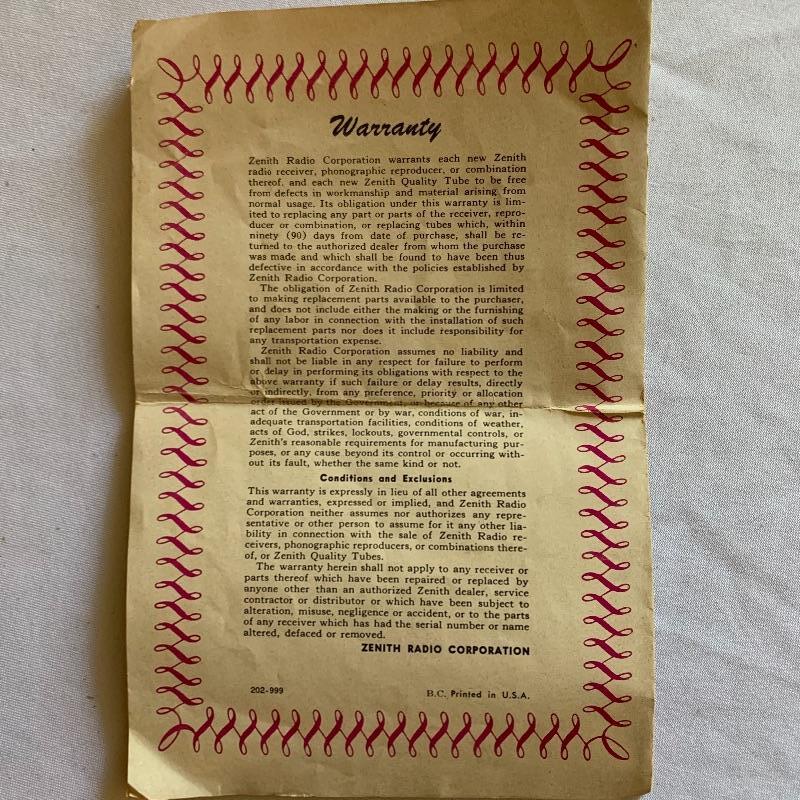 Warranty
Zenith Radio Corporation warrants each new Zenith
radio receiver, phonographic reproducer, or combination
thereof, and each new Zenith Quality Tube to be free
from defects in workmanship and material arising from
normal usage. Its obligation under this warranty is lim-
ited to replacing any part or parts of the receiver, repro-
ducer or combination, or replacing tubes which, within
ninety (90) days from date of purchase, shall be re-
turned to the authorized dealer from whom the purchase
was made and which shall be found to have been thus
defective in accordance with the policies established by
Zenith Radio Corporation.
The obligation of Zenith Radio Corporation is limited
to making replacement parts available to the purchaser,
and does not include either the making or the furnishing
of any labor in connection with the installation of such
replacement parts nor does it include responsibility for
any transportation expense.
Zenith Radio Corporation assumes no liability and
shall not be liable in any respect for failure to perform
or delay in performing its obligations with respect to the
above warranty if such failure or delay results, directly
or indirectly, from any preference, priority or allocation
order issued by the Government, or because of any other
act of the Government or by war, conditions of war, in-
adequate transportation facilities, conditions of weather,
acts of God, strikes, lockouts, governmental controls, or
Zenith's reasonable requirements for manufacturing pur-
poses, or any cause beyond its control or occurring with-
out its fault, whether the same kind or not.
Conditions and Exclusions
This warranty is expressly in lieu of all other agreements
and warranties, expressed or implied, and Zenith Radio
Corporation neither assumes nor authorizes any repre-
sentative or other person to assume for it any other lia-
bility in connection with the sale of Zenith Radio re-
ceivers, phonographic reproducers, or combinations there-
of, or Zenith Quality Tubes.
The warranty herein shall not apply to any receiver or
parts thereof which have been repaired or replaced by
anyone other than an authorized Zenith dealer, service
contractor or distributor or which have been subject to
alteration, misuse, negligence or accident, or to the parts
of any receiver which has had the serial number or name
altered, defaced or removed.
ZENITH RADIO CORPORATION
202-999 B.C. Printed in U.S.A.